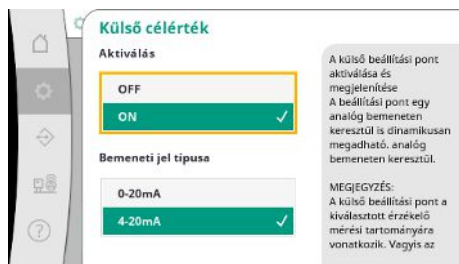 Külső célérték
Aktiválás
OFF
ON
Bemeneti jel típusa
0-20mA
4-20mA
A külső beállítási pont
aktiválása és
megjelenítése
A beállítási pont egy
analóg bemeneten
keresztül is dinamikusan
megadható. analóg
bemeneten keresztül.
MEGJEGYZÉS:
A külső beállítási pont a
kiválasztott érzékelő
mérési tartományára
vonatkozik. Vagyis az